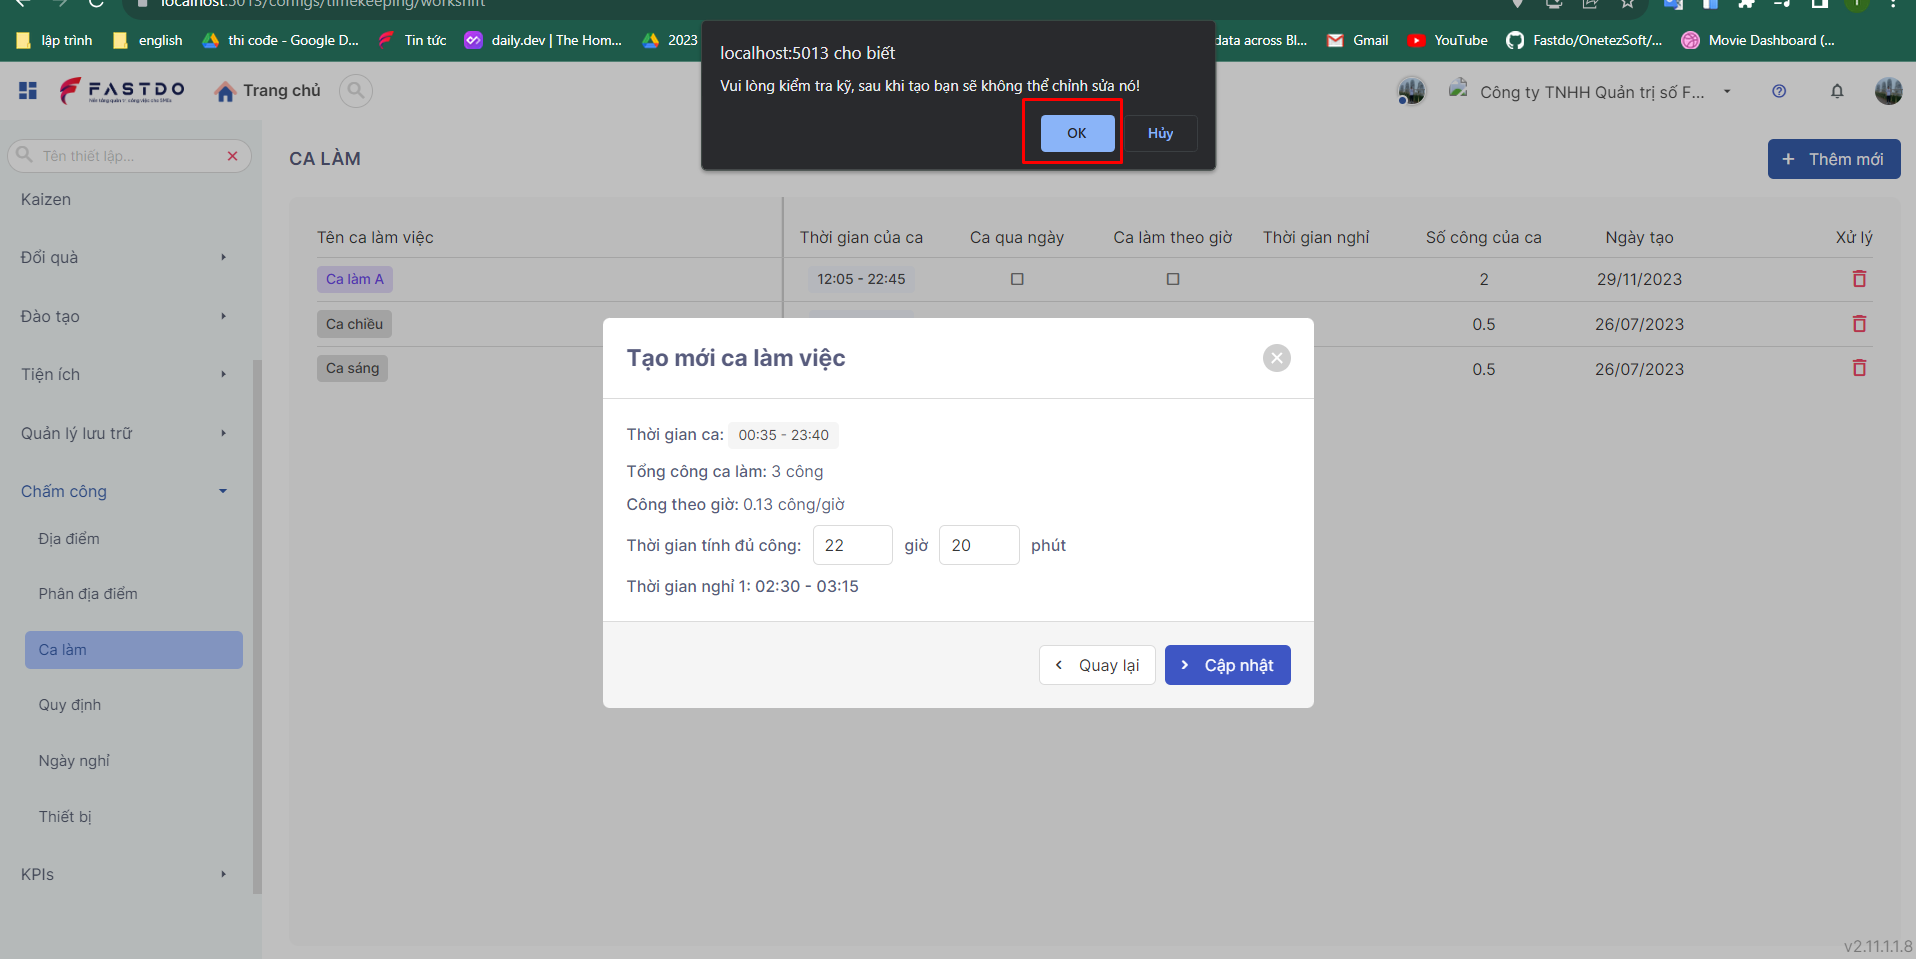 localhost:5013/configs/timekeeping/workshift
lập trình
english
thi code - Google D...
Tin tức
daily.dev | The Hom...
2023
data across Bl...
Gmail
YouTube
Fastdo/OnetezSoft/...
Movie Dashboard (...
localhost:5013 cho biết
Vui lòng kiểm tra kỹ, sau khi tạo bạn sẽ không thể chỉnh sửa nó!
OK
Hủy
FASTDO
Trang chủ
Công ty TNHH Quản trị số F...
Tên thiết lập...
CA LÀM
+ Thêm mới
Kaizen
Đổi quà
Đào tạo
Tiện ích
Quản lý lưu trữ
Chấm công
Địa điểm
Phân địa điểm
Ca làm
Quy định
Ngày nghỉ
Thiết bị
KPIs
Tên ca làm việc Thời gian của ca Ca qua ngày Ca làm theo giờ Thời gian nghỉ Số công của ca Ngày tạo Xử lý
Ca làm A 12:05 - 22:45 2 29/11/2023
Ca chiều 0.5 26/07/2023
Ca sáng 0.5 26/07/2023
Tạo mới ca làm việc
Thời gian ca: 00:35 - 23:40
Tổng công ca làm: 3 công
Công theo giờ: 0.13 công/giờ
Thời gian tính đủ công: 22 giờ 20 phút
Thời gian nghỉ 1: 02:30 - 03:15
Quay lại
Cập nhật
v2.11.1.1.8